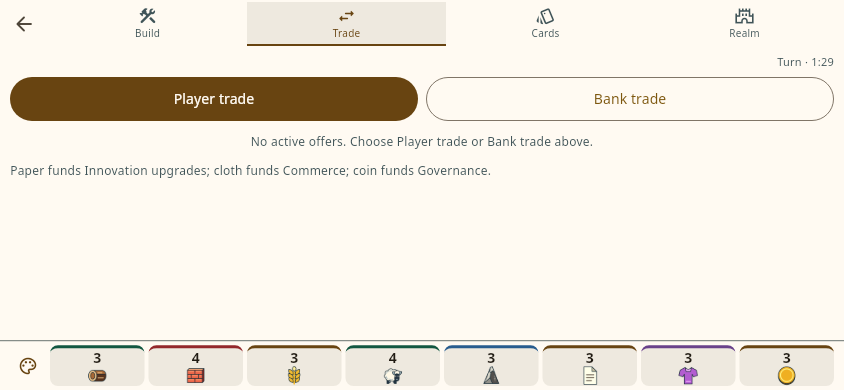 Build
Trade
Cards
Realm
Turn · 1:29
Player trade
Bank trade
No active offers. Choose Player trade or Bank trade above.
Paper funds Innovation upgrades; cloth funds Commerce; coin funds Governance.
3
4
3
4
3
3
3
3